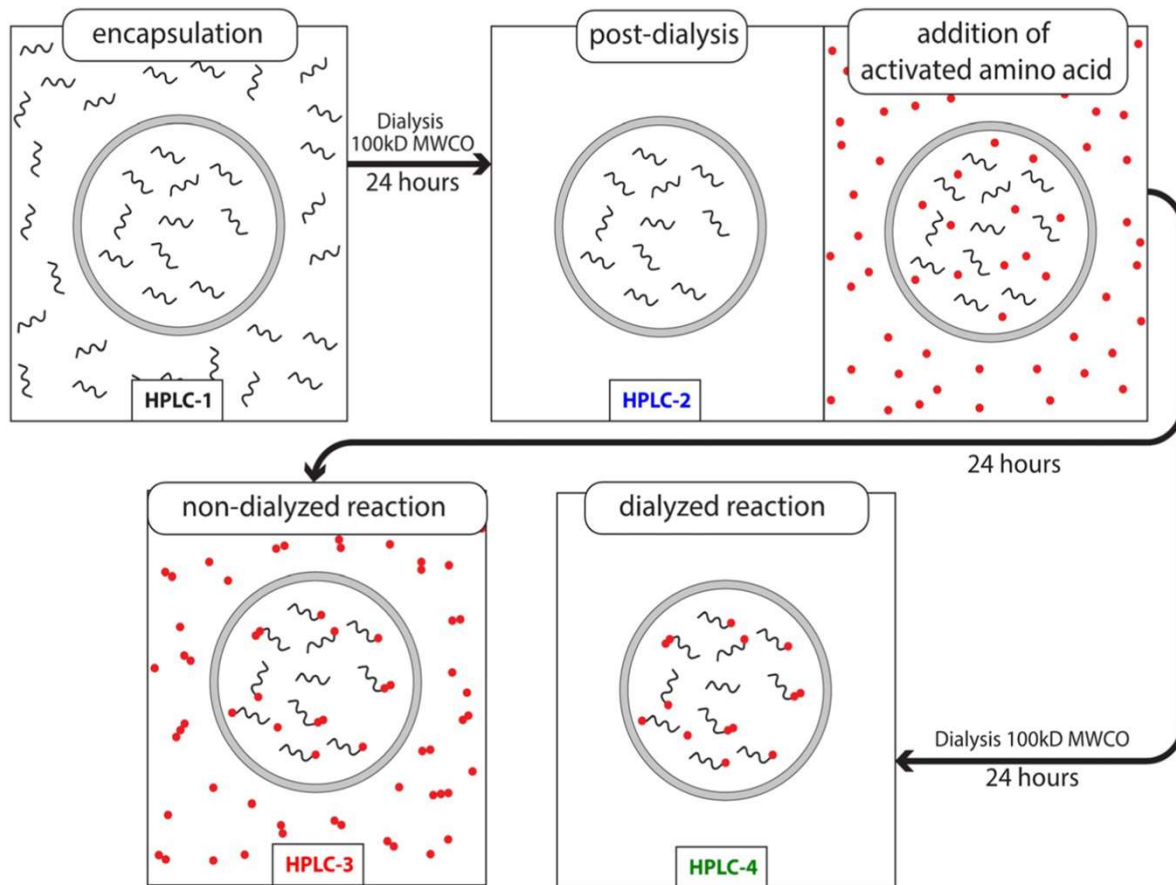 encapsulation
HPLC-1
Dialysis
100kD MWCO
24 hours
post-dialysis
HPLC-2
addition of
activated amino acid
24 hours
non-dialyzed reaction
HPLC-3
dialyzed reaction
HPLC-4
Dialysis 100kD MWCO
24 hours